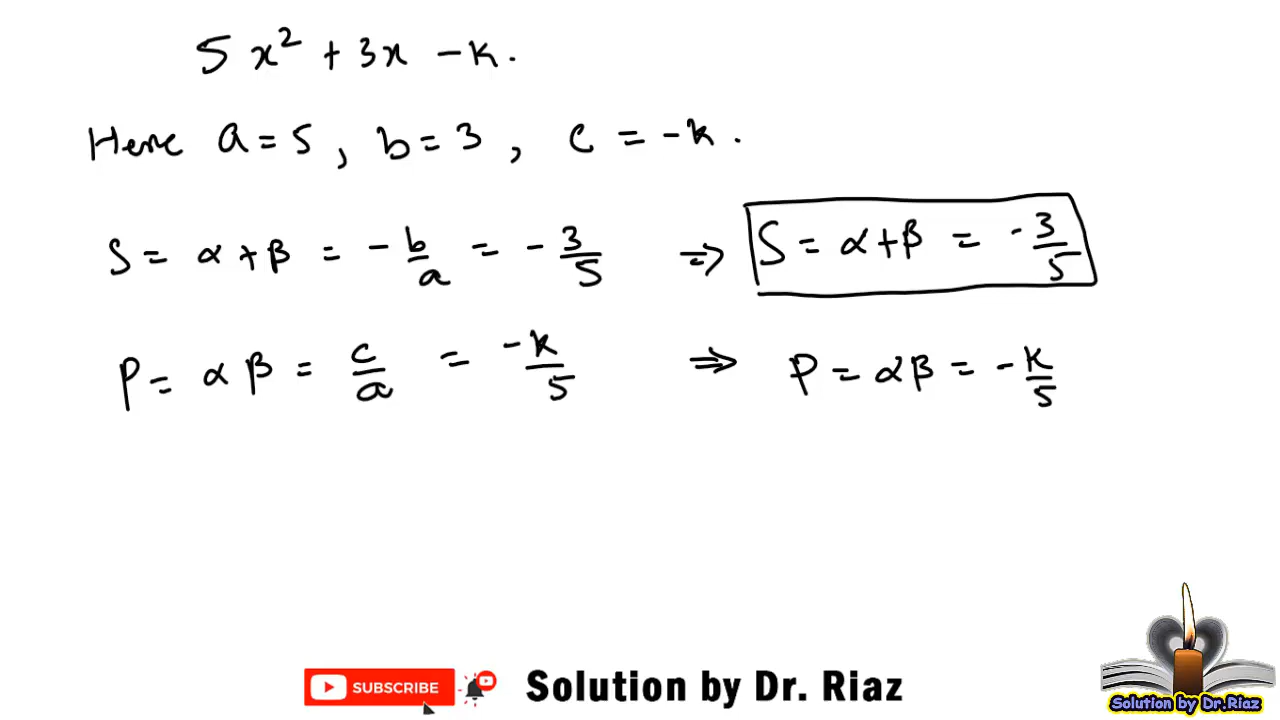 5x² + 3x - k.
Here a = 5, b = 3, c = -k.
S = α + β = - b/a = - 3/5 ⇒ S = α + β = - 3/5
P = α β = c/a = -k/5 ⇒ P = αβ = - k/5
SUBSCRIBE
Solution by Dr. Riaz
Solution by Dr.Riaz